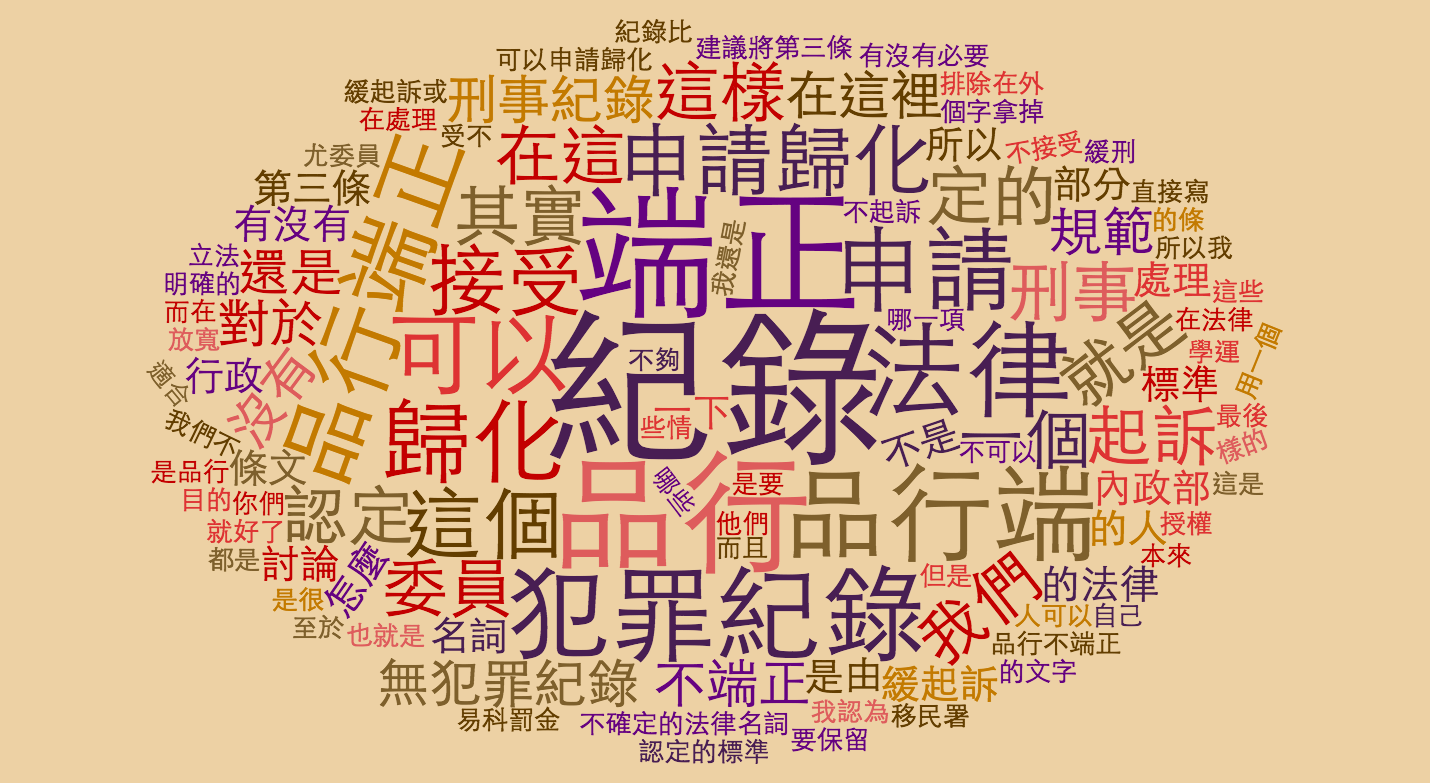 紀錄比
建議將第三條
有沒有必要
可以申請歸化
排除在外
緩起訴或
刑事紀錄
這樣
在這裡
個字拿掉
在處理
受不
在這
申請歸化
所以
不接受
緩刑
尤委員
第三條
端正
品行端正
其實
不起訴
定的
部分
直接寫
有沒有
我還是
申請
規範
的條
所以我
立法
還是
接受
刑事
處理
這些
明確的
而在
對於
可以
紀錄
哪一項
法律
就是
在法律
放寬
不夠
學運
用一個
適合
行政
沒有
歸化
一下
些情
標準
我們不
不是
一個
不可以
起訴
最後
樣的
是品行
條文
品行
是要
品行端
內政部
這是
目的
你們
認定
這個
他們
的人
授權
就好了
而且
本來
都是
討論
怎麼
委員
犯罪紀錄
但是
我們
的法律
是很
人可以
自己
至於
也就是
名詞
品行不端正
無犯罪紀錄
不端正
是由
緩起訴
的文字
易科罰金
不確定的法律名詞
我認為
移民署
要保留
認定的標準